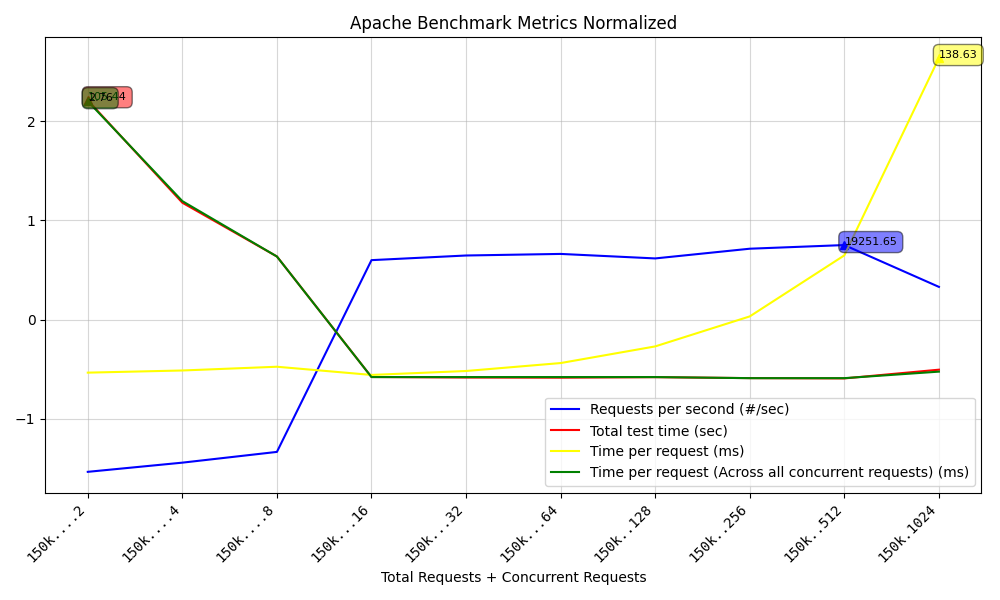 Apache Benchmark Metrics Normalized
138.63
2.76
19251.65
2
1
0
−1
Requests per second (#/sec)
Total test time (sec)
Time per request (ms)
Time per request (Across all concurrent requests) (ms)
150k....2
150k....4
150k....8
150k...16
150k...32
150k...64
150k..128
150k..256
150k..512
150k.1024
Total Requests + Concurrent Requests